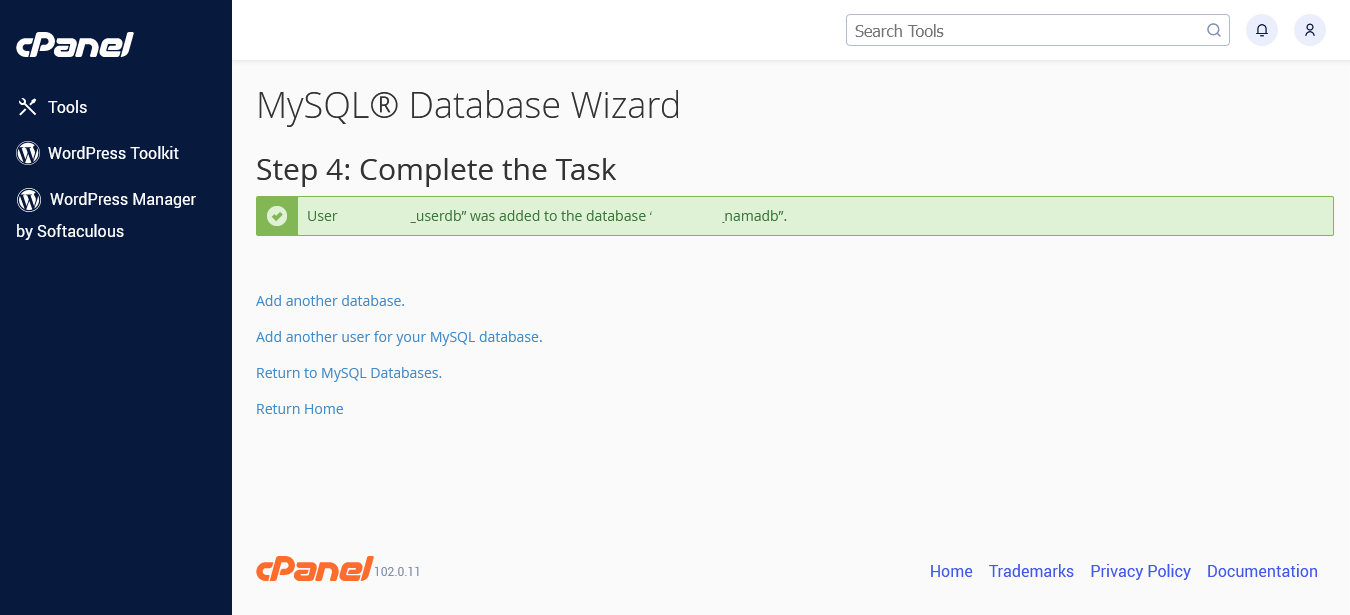 cPanel
Search Tools
Tools
WordPress Toolkit
WordPress Manager
by Softaculous
MySQL® Database Wizard
Step 4: Complete the Task
User _userdb” was added to the database ‘ _namadb”.
Add another database.
Add another user for your MySQL database.
Return to MySQL Databases.
Return Home
cPanel 102.0.11
Home Trademarks Privacy Policy Documentation